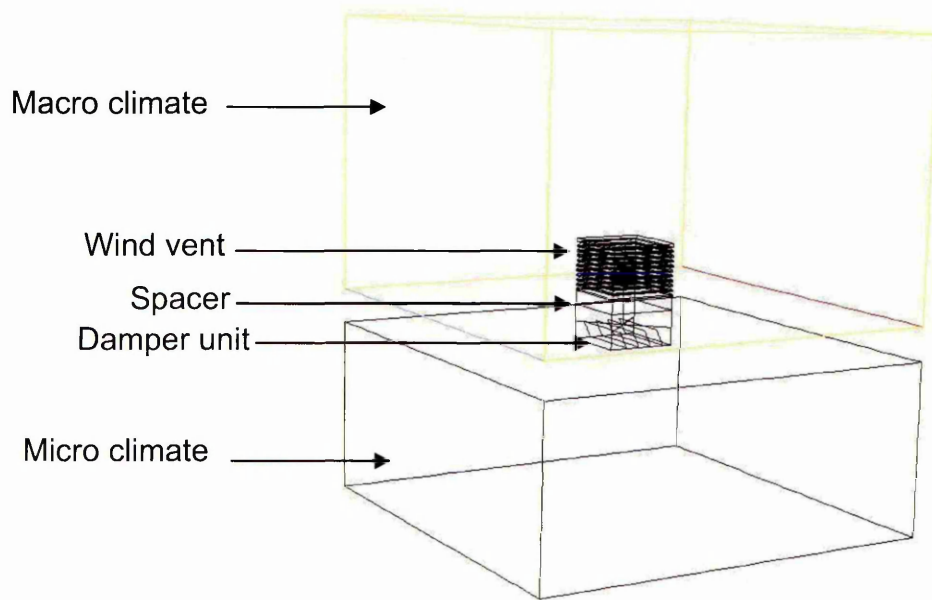 Macro climate
Wind vent
Spacer
Damper unit
Micro climate